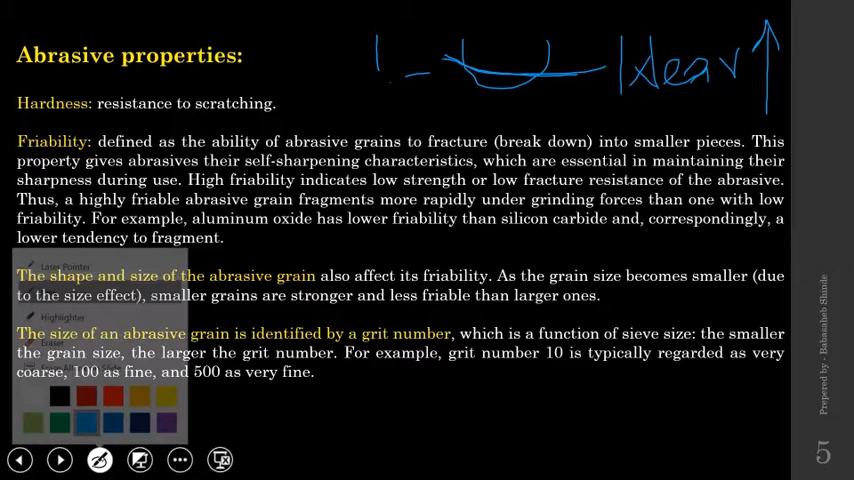 Abrasive properties:
Hardness: resistance to scratching.
Friability: defined as the ability of abrasive grains to fracture (break down) into smaller pieces. This
property gives abrasives their self-sharpening characteristics, which are essential in maintaining their
sharpness during use. High friability indicates low strength or low fracture resistance of the abrasive.
Thus, a highly friable abrasive grain fragments more rapidly under grinding forces than one with low
friability. For example, aluminum oxide has lower friability than silicon carbide and, correspondingly, a
lower tendency to fragment.
Laser Pointer
The shape and size of the abrasive grain also affect its friability. As the grain size becomes smaller (due
to the size effect), smaller grains are stronger and less friable than larger ones.
Highlighter
The size of an abrasive grain is identified by a grit number, which is a function of sieve size: the smaller
Eraser
the grain size, the larger the grit number. For example, grit number 10 is typically regarded as very
coarse, 100 as fine, and 500 as very fine.
Prepared by - Babasaheb Shinde
5